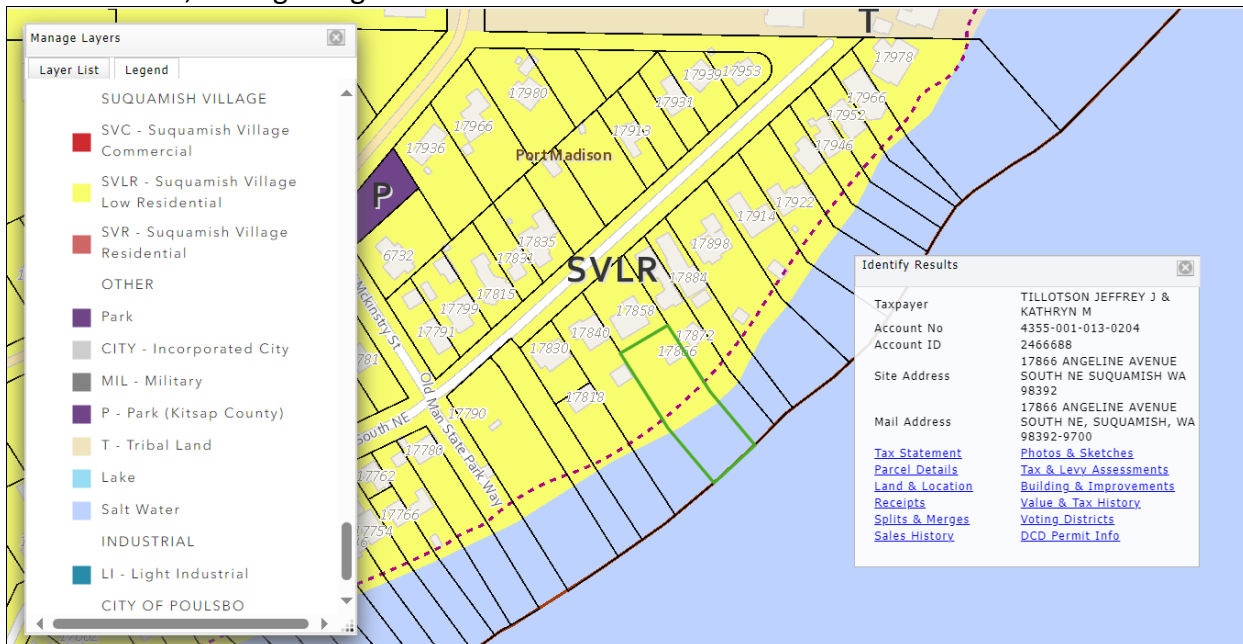 Manage Layers
Layer List
Legend
SUQUAMISH VILLAGE
SVC - Suquamish Village
Commercial
SVLR - Suquamish Village
Low Residential
SVR - Suquamish Village
Residential
OTHER
Park
CITY - Incorporated City
MIL - Military
P - Park (Kitsap County)
T - Tribal Land
Lake
Salt Water
INDUSTRIAL
LI - Light Industrial
CITY OF POULSBO
T
17978
17939
17953
17980
17931
17966
17966
17952
17913
17936
17946
Port Madison
P
17922
17914
17835
17898
6732
17831
SVLR
17884
17815
17799
17858
Mckinstry St
17791
17840
17872
17830
17866
17818
Old Man State Park Way
17790
South NE
17780
17762
17766
17754
Identify Results
Taxpayer
TILLOTSON JEFFREY J &
KATHRYN M
Account No
4355-001-013-0204
Account ID
2466688
Site Address
17866 ANGELINE AVENUE
SOUTH NE SUQUAMISH WA
98392
Mail Address
17866 ANGELINE AVENUE
SOUTH NE, SUQUAMISH, WA
98392-9700
Tax Statement
Photos & Sketches
Parcel Details
Tax & Levy Assessments
Land & Location
Building & Improvements
Receipts
Value & Tax History
Splits & Merges
Voting Districts
Sales History
DCD Permit Info